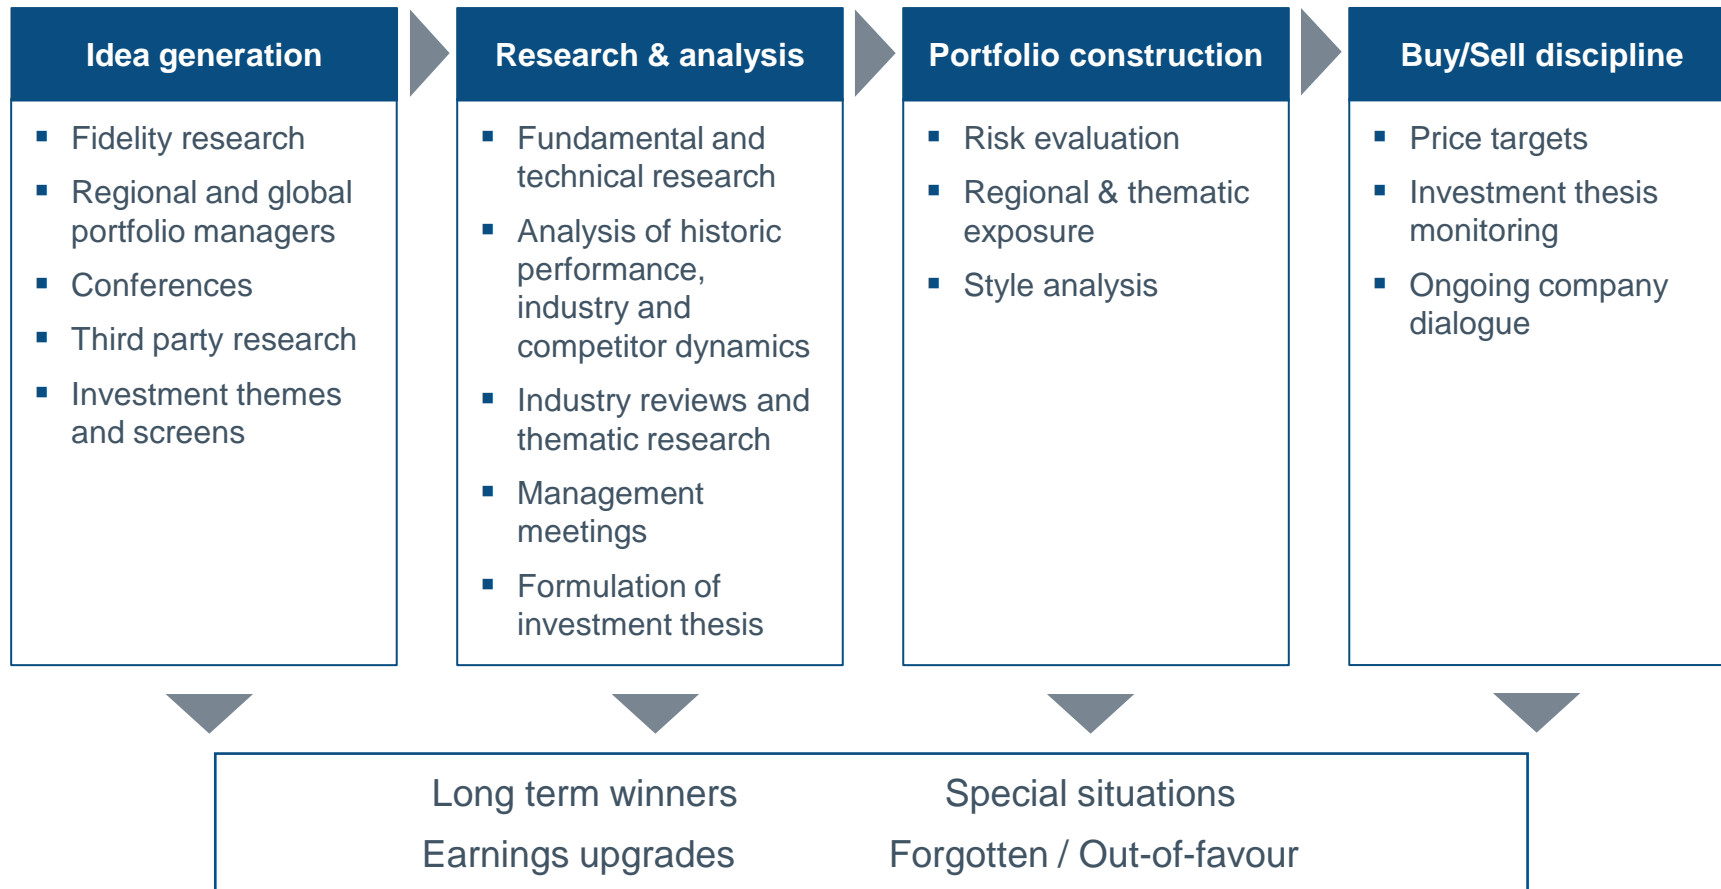 Idea generation
Fidelity research
Regional and global
portfolio managers
Conferences
Third party research
Investment themes
and screens
Research & analysis
Fundamental and
technical research
Analysis of historic
performance,
industry and
competitor dynamics
Industry reviews and
thematic research
Management
meetings
Formulation of
investment thesis
Portfolio construction
Risk evaluation
Regional & thematic
exposure
Style analysis
Buy/Sell discipline
Price targets
Investment thesis
monitoring
Ongoing company
dialogue
Long term winners
Special situations
Earnings upgrades
Forgotten / Out-of-favour